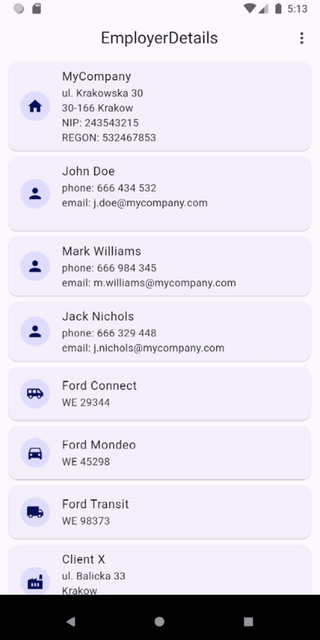 5:13
EmployerDetails
MyCompany
ul. Krakowska 30
30-166 Krakow
NIP: 243543215
REGON: 532467853
John Doe
phone: 666 434 532
email: j.doe@mycompany.com
Mark Williams
phone: 666 984 345
email: m.williams@mycompany.com
Jack Nichols
phone: 666 329 448
email: j.nichols@mycompany.com
Ford Connect
WE 29344
Ford Mondeo
WE 45298
Ford Transit
WE 98373
Client X
ul. Balicka 33
Krakow